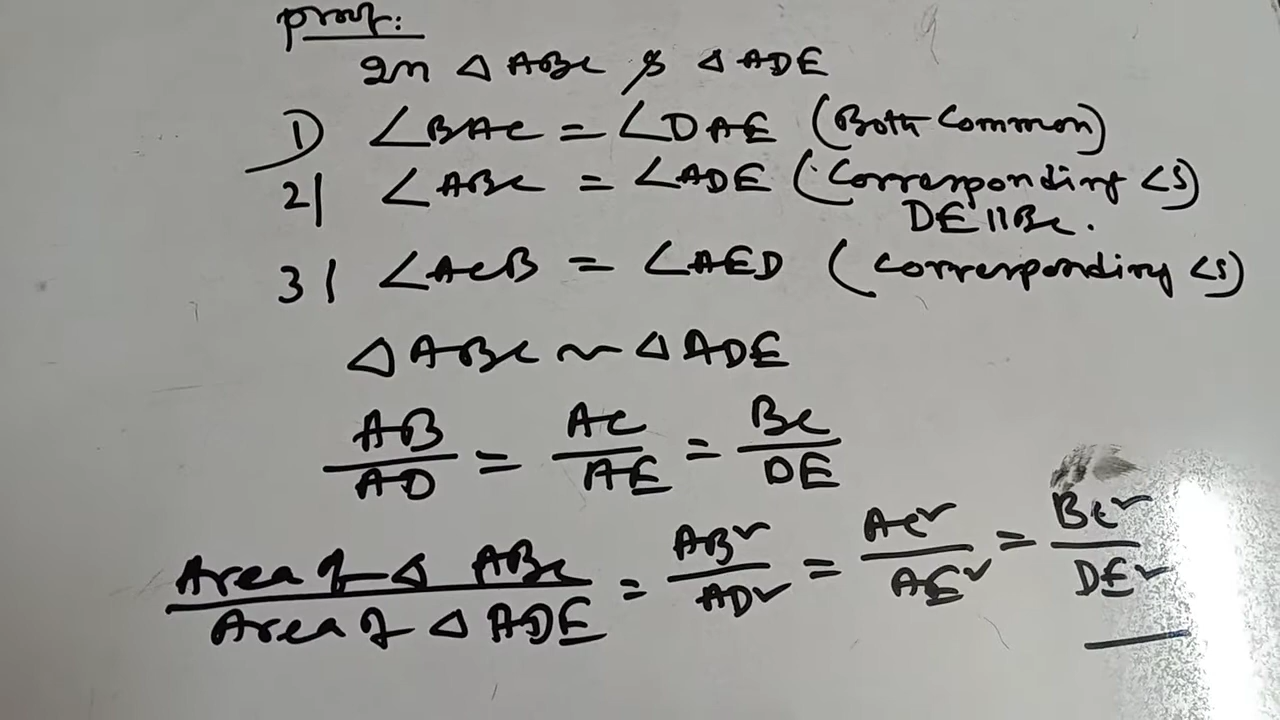 proof:
In △ ABC & △ ADE
1) ∠BAC = ∠DAE (Both Common)
2) ∠ABC = ∠ADE (Corresponding ∠s)
DE || BC.
3) ∠ACB = ∠AED (Corresponding ∠s)
△ ABC ~ △ ADE
AB/AD = AC/AE = BC/DE
Area of △ ABC / Area of △ ADE = AB²/AD² = AC²/AE² = BC²/DE²